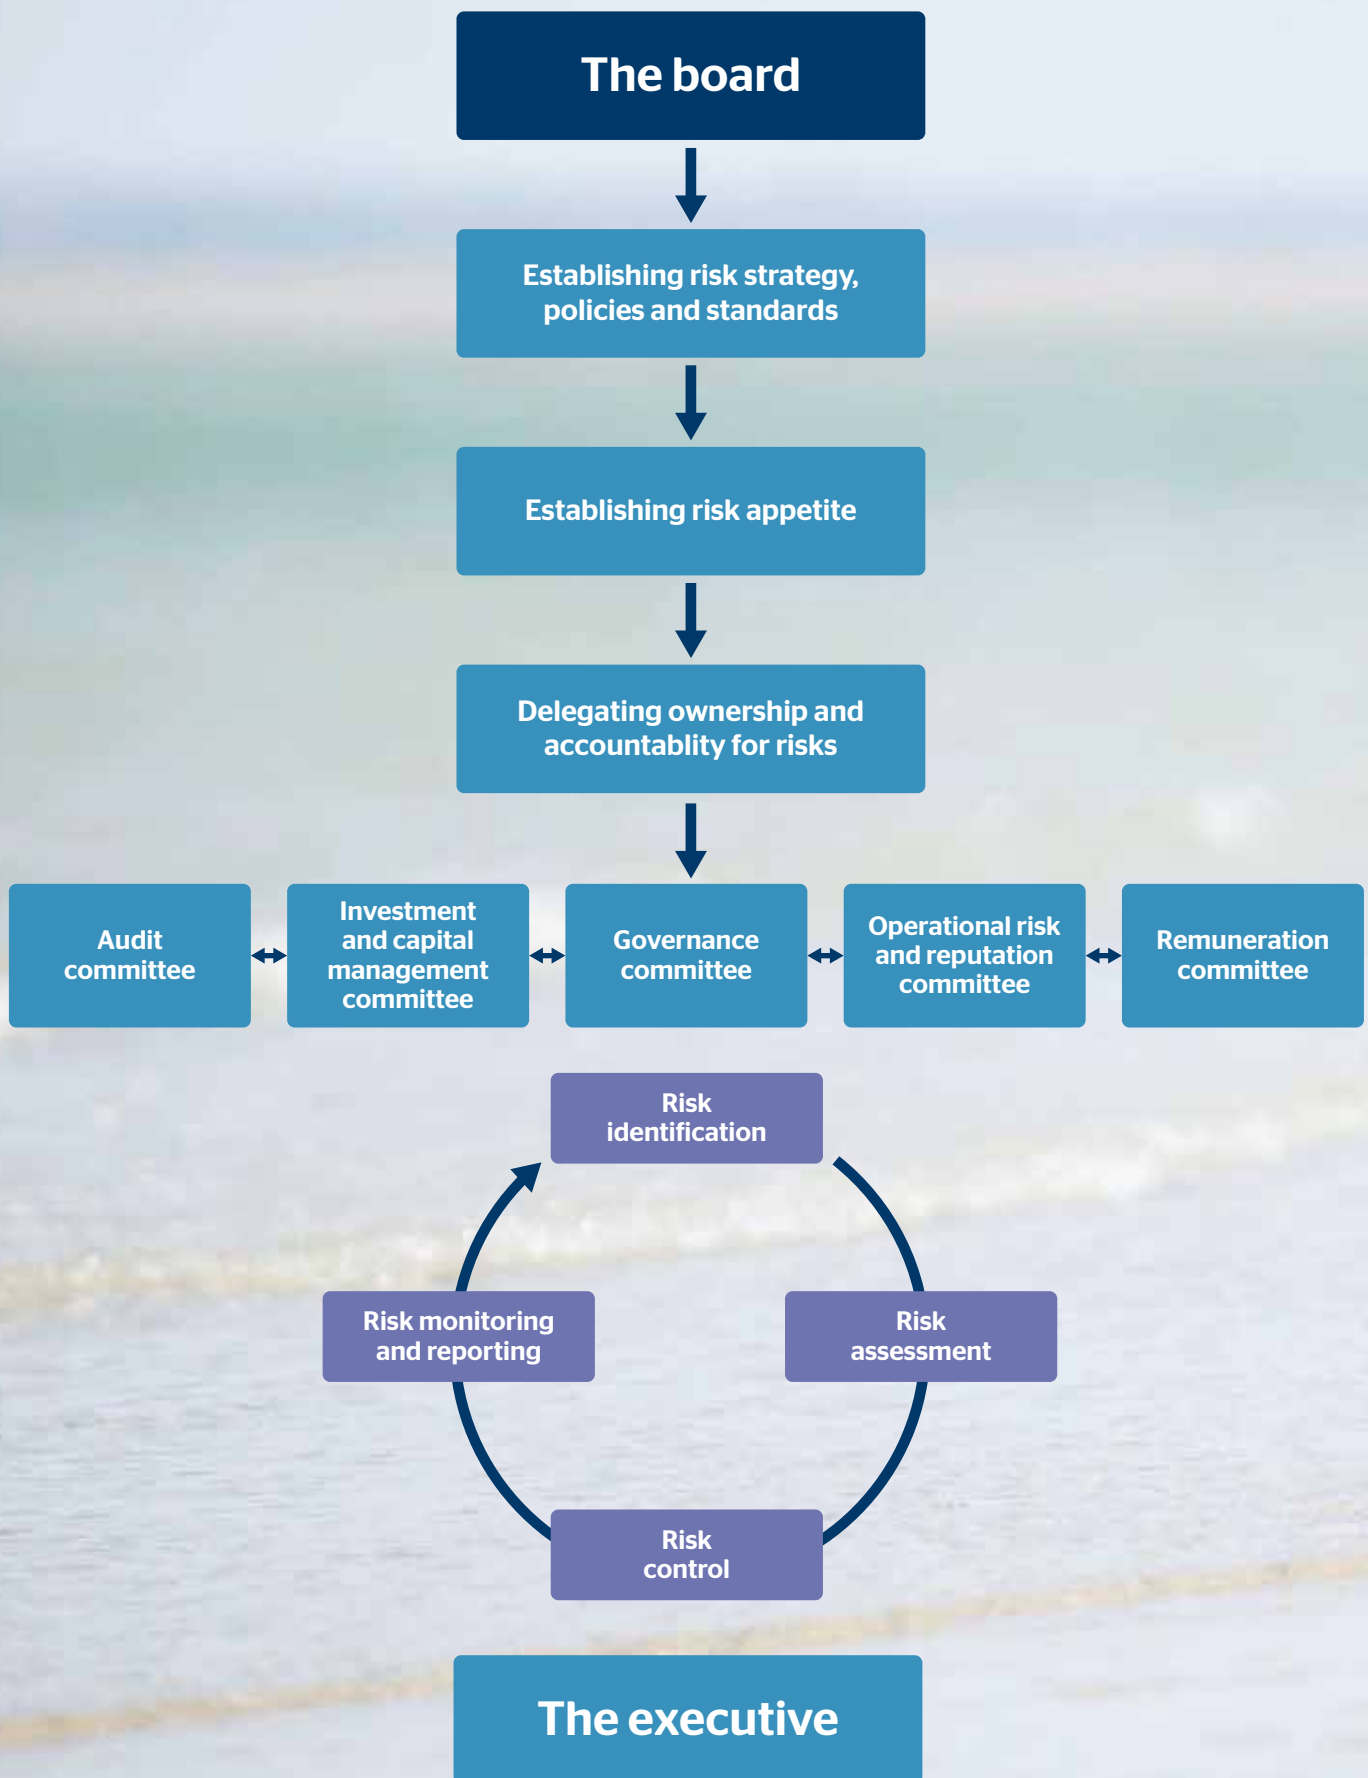 The board
Establishing risk strategy,
policies and standards
Establishing risk appetite
Delegating ownership and
accountablity for risks
Audit
committee
Investment
and capital
management
committee
Governance
committee
Operational risk
and reputation
committee
Remuneration
committee
Risk
identification
Risk monitoring
and reporting
Risk
assessment
Risk
control
The executive